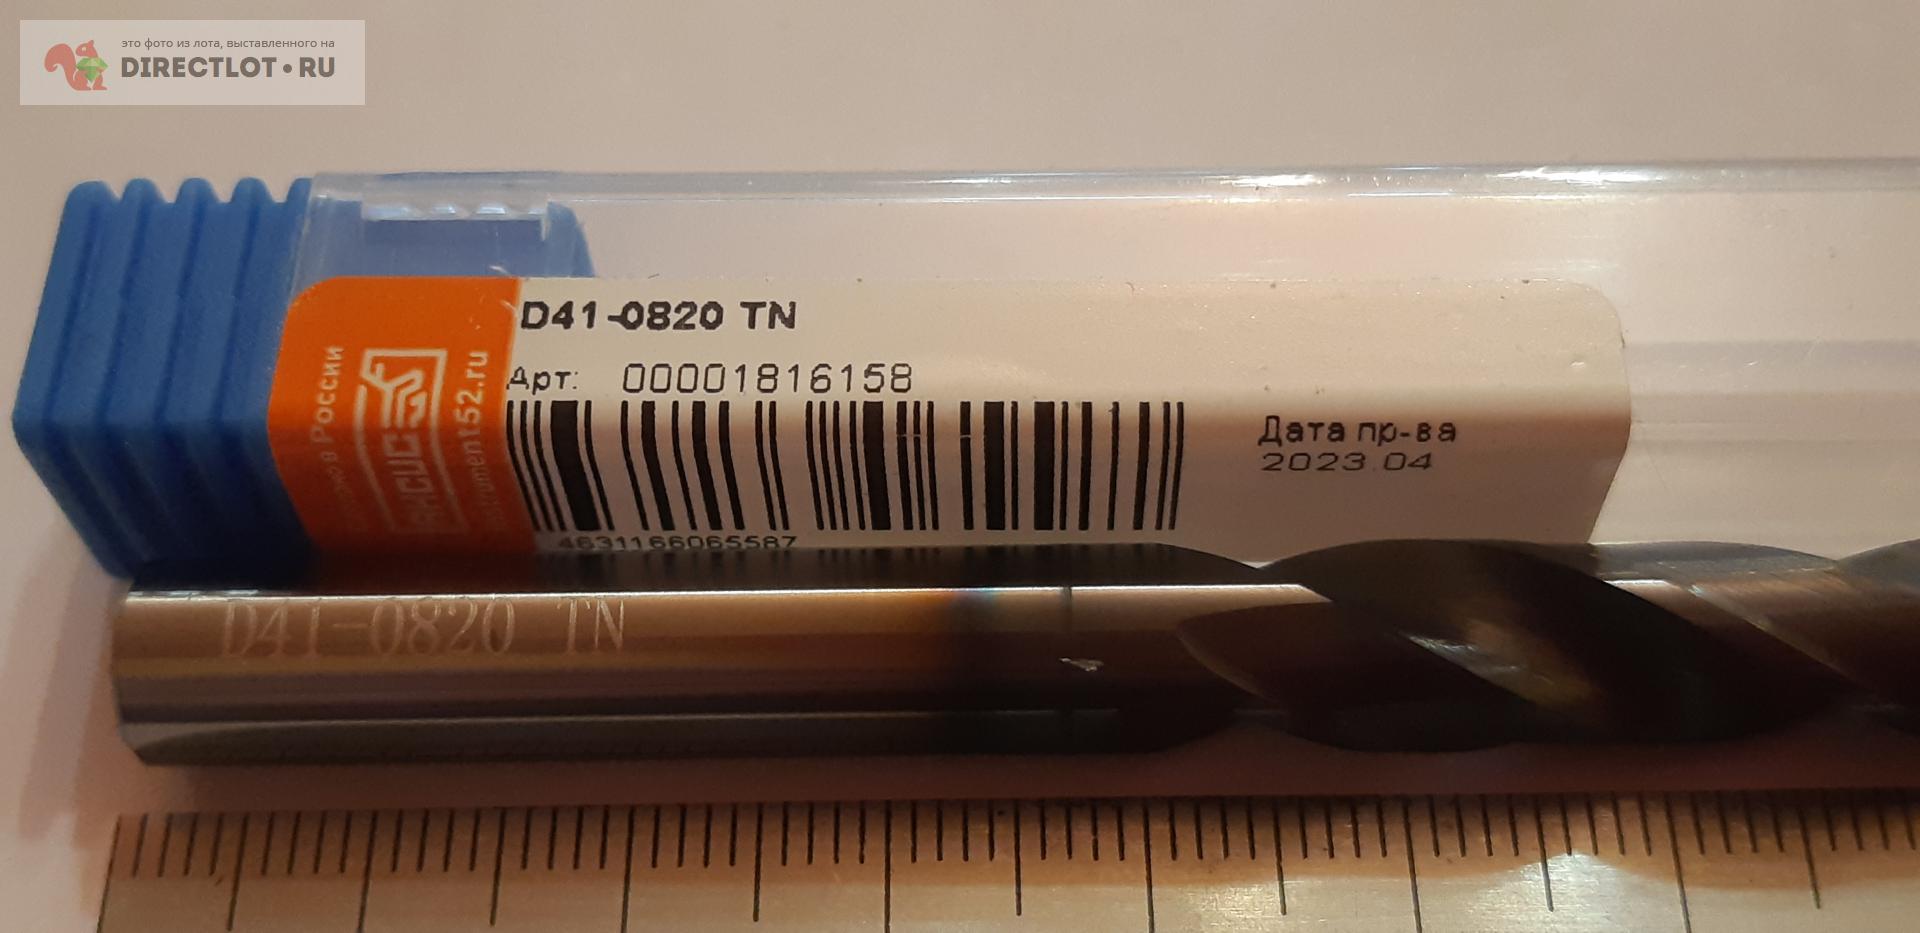 это фото из лота, выставленного на
DIRECTLOT.RU
D41-0820 TN
Арт: 00001816158
Дата пр-ва
2023.04
4631166065587
в России
instrument52.ru
D41-0820 TN